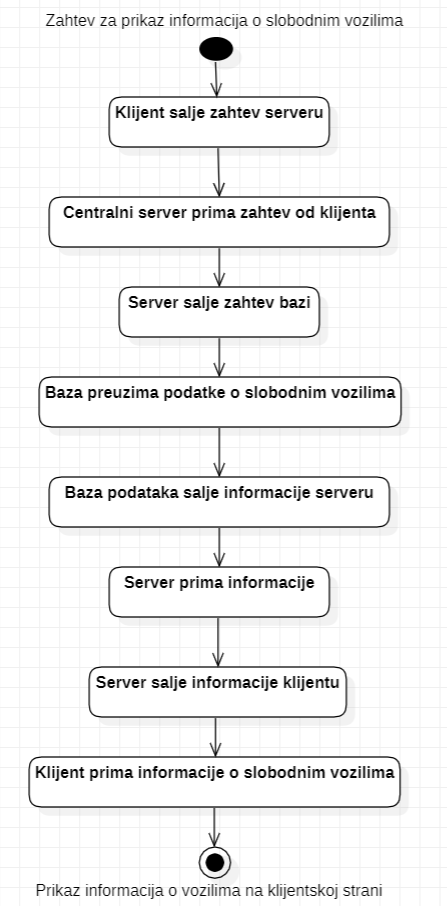 Zahtev za prikaz informacija o slobodnim vozilima
Klijent salje zahtev serveru
Centralni server prima zahtev od klijenta
Server salje zahtev bazi
Baza preuzima podatke o slobodnim vozilima
Baza podataka salje informacije serveru
Server prima informacije
Server salje informacije klijentu
Klijent prima informacije o slobodnim vozilima
Prikaz informacija o vozilima na klijentskoj strani